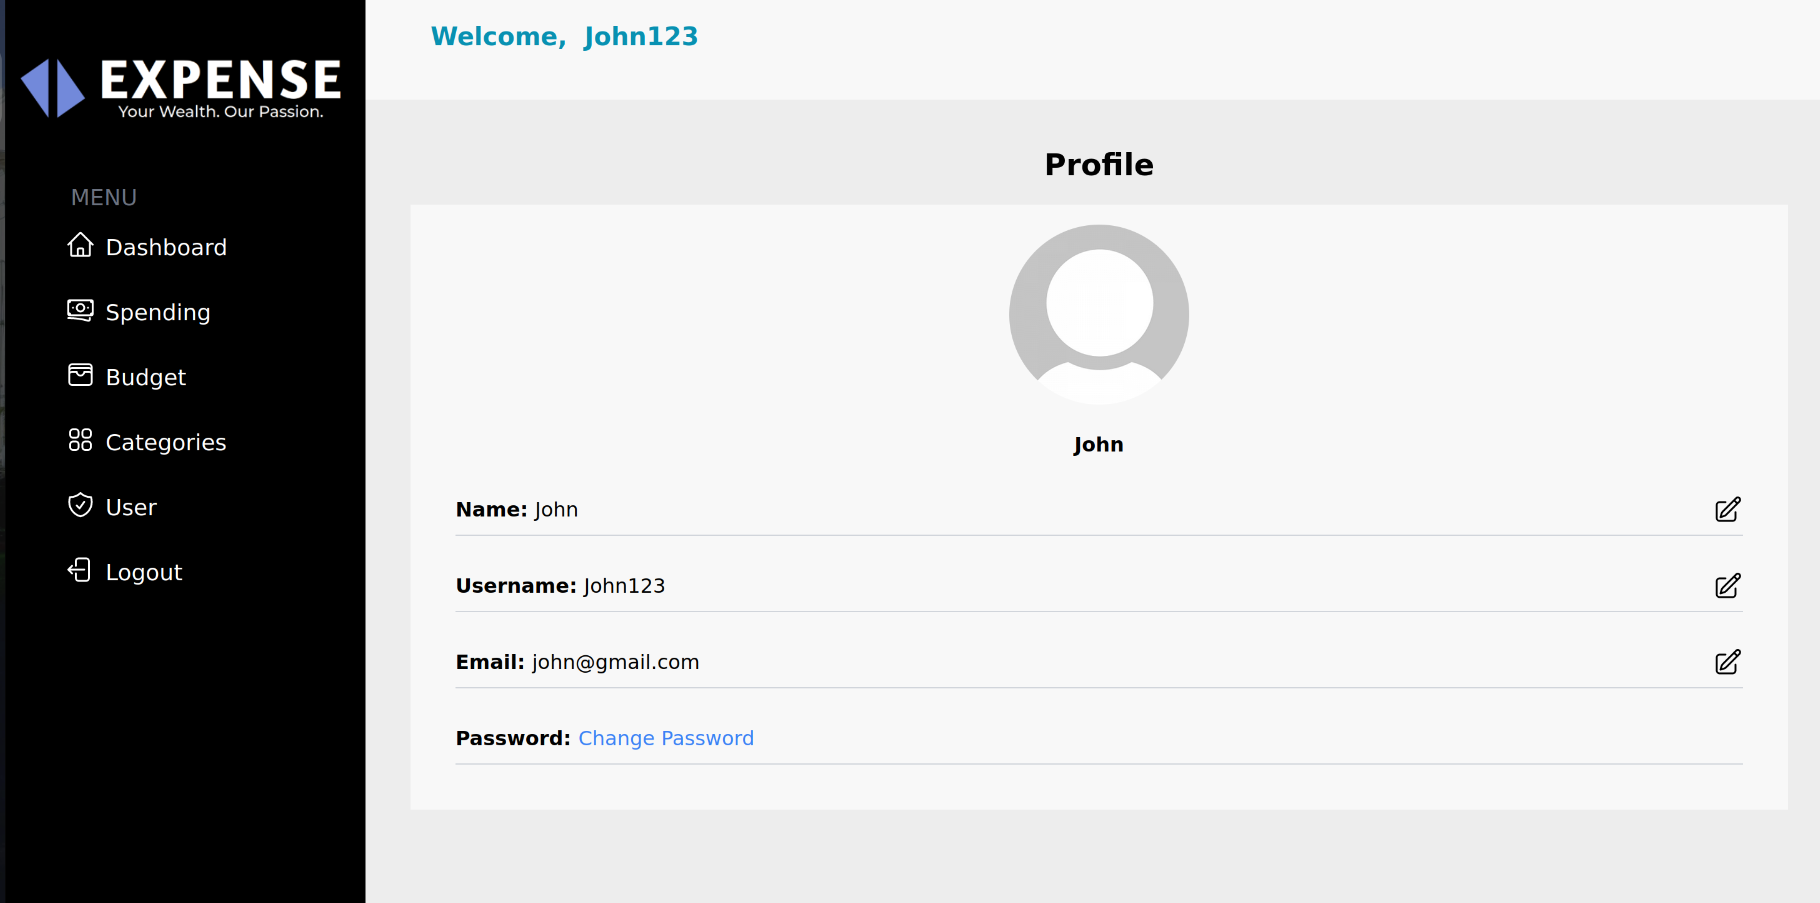 EXPENSE
Your Wealth. Our Passion.
MENU
Dashboard
Spending
Budget
Categories
User
Logout
Welcome, John123
Profile
John
Name: John
Username: John123
Email: john@gmail.com
Password: Change Password